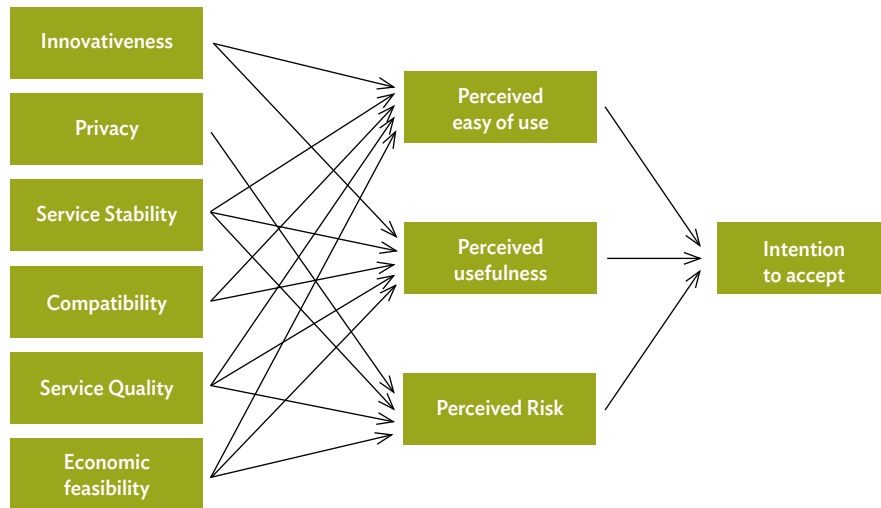 Innovativeness
Privacy
Service Stability
Compatibility
Service Quality
Economic
feasibility
Perceived
easy of use
Perceived
usefulness
Perceived Risk
Intention
to accept